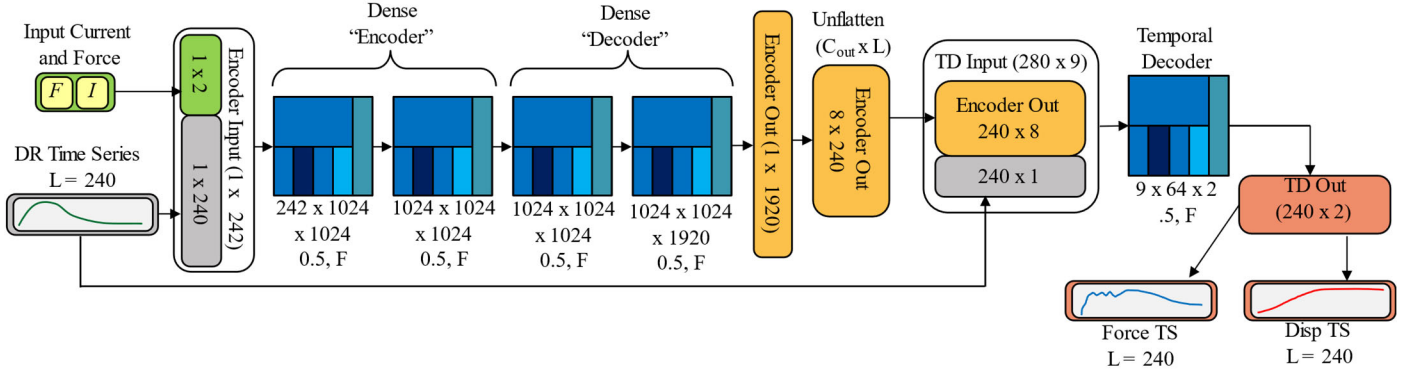 Input Current
and Force
F I
DR Time Series
L = 240
1 x 2
1 x 240
Encoder Input (1 x 242)
Dense
“Encoder”
242 x 1024
x 1024
0.5, F
1024 x 1024
x 1024
0.5, F
Dense
“Decoder”
1024 x 1024
x 1024
0.5, F
1024 x 1024
x 1920
0.5, F
Encoder Out (1 x 1920)
Unflatten
(Cout x L)
Encoder Out
8 x 240
TD Input (280 x 9)
Encoder Out
240 x 8
240 x 1
Temporal
Decoder
9 x 64 x 2
.5, F
TD Out
(240 x 2)
Force TS
L = 240
Disp TS
L = 240